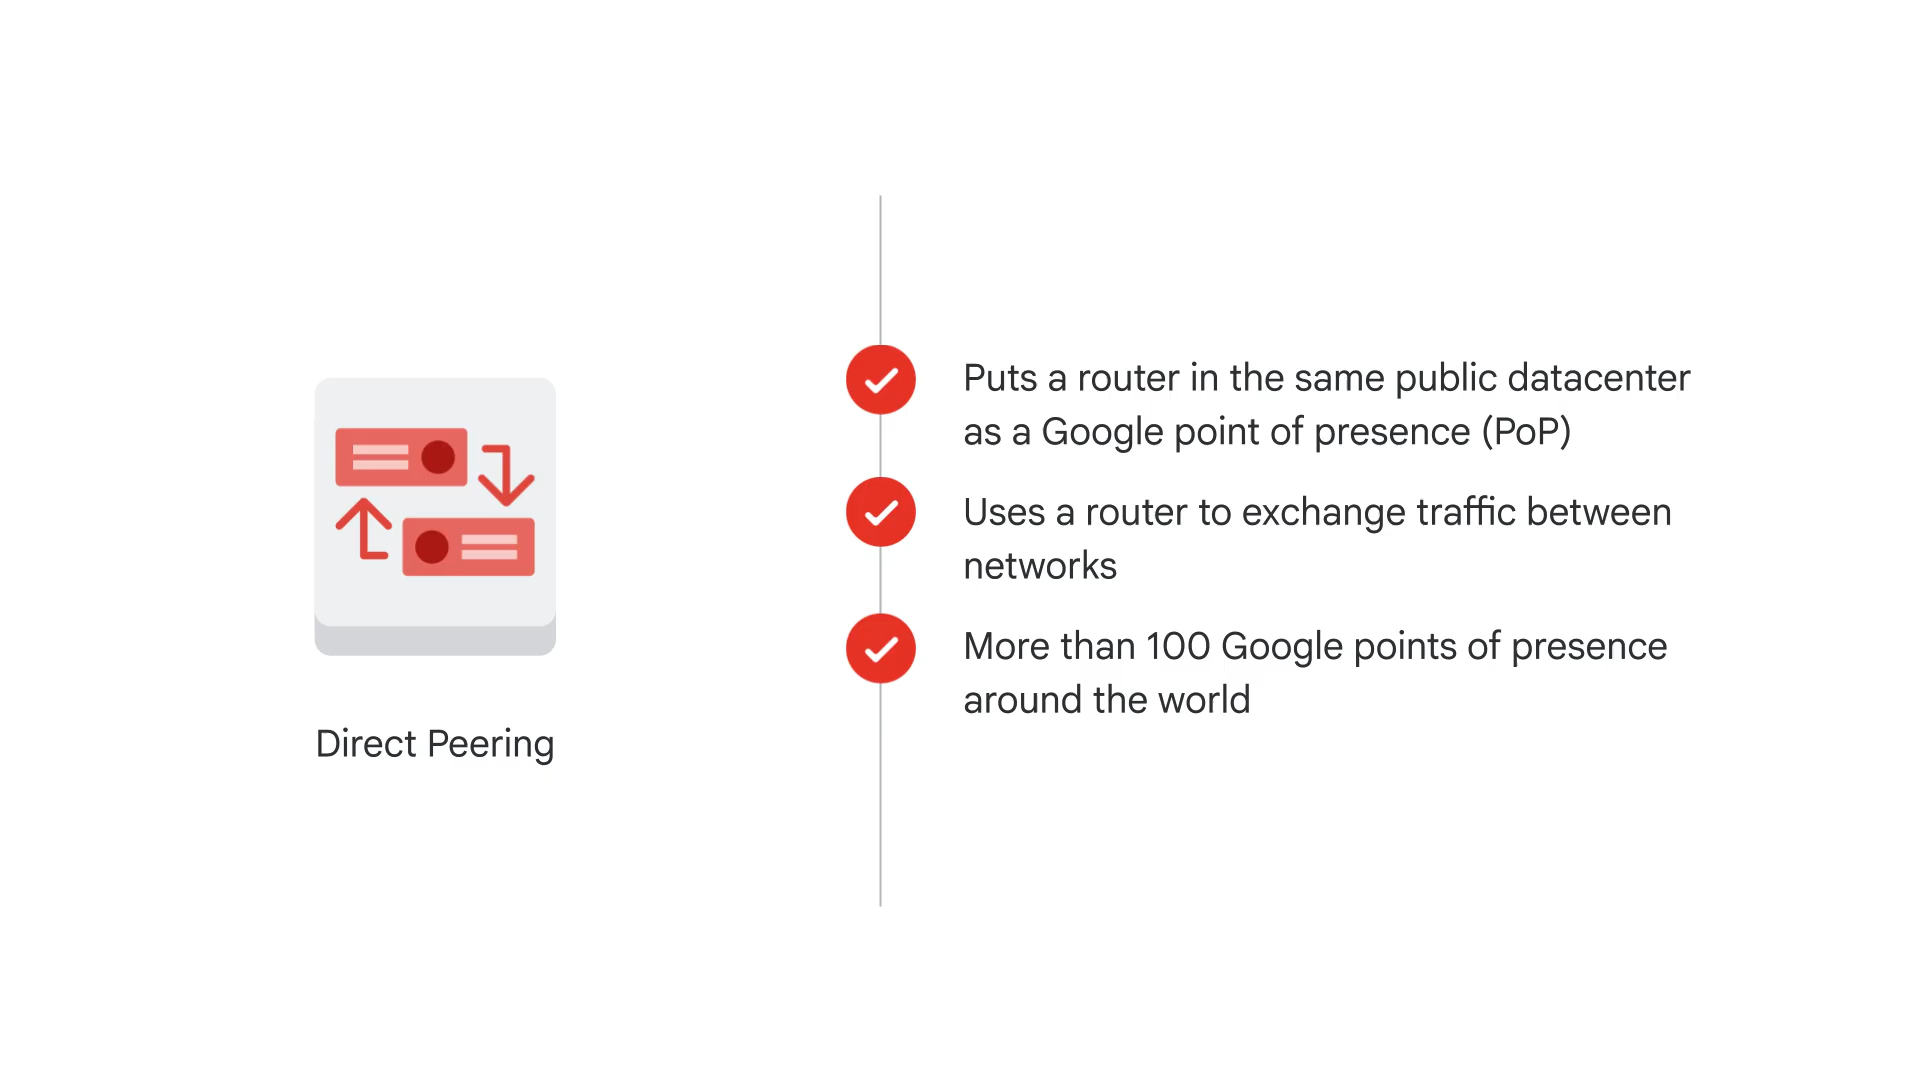 Puts a router in the same public datacenter
as a Google point of presence (PoP)
Uses a router to exchange traffic between
networks
More than 100 Google points of presence
around the world
Direct Peering